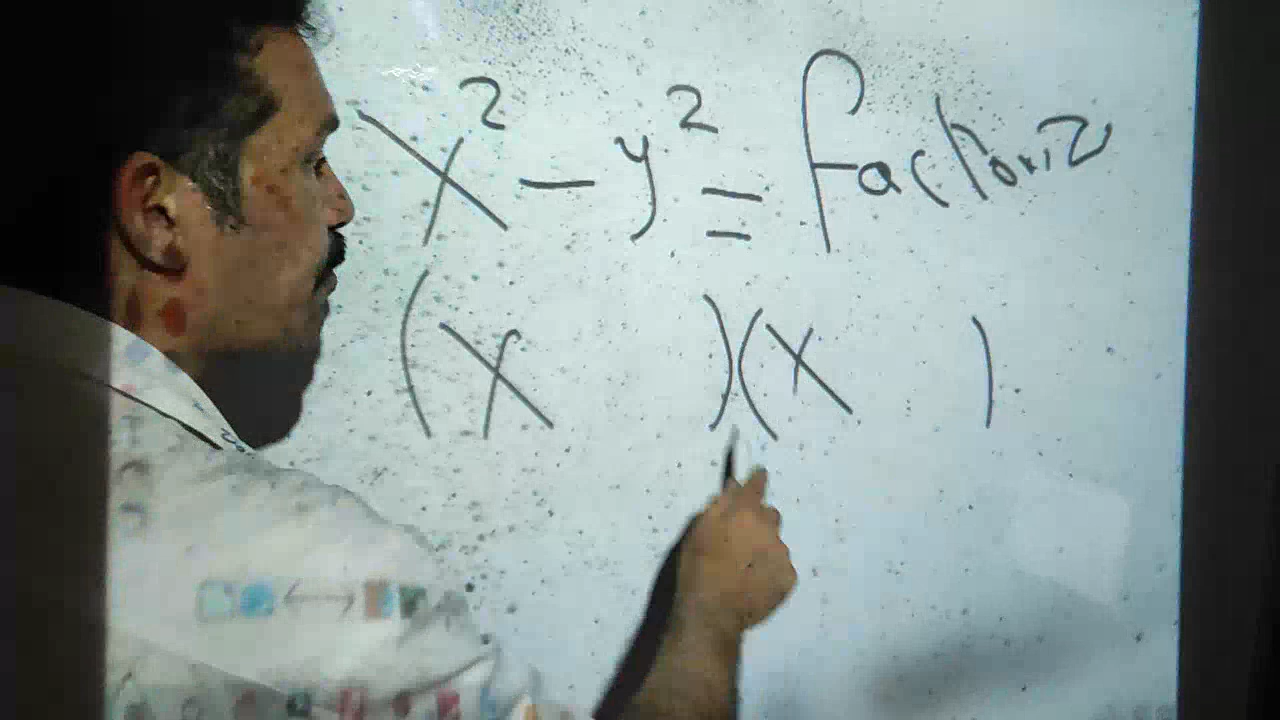 x² - y² = factoriz
(x )(x )